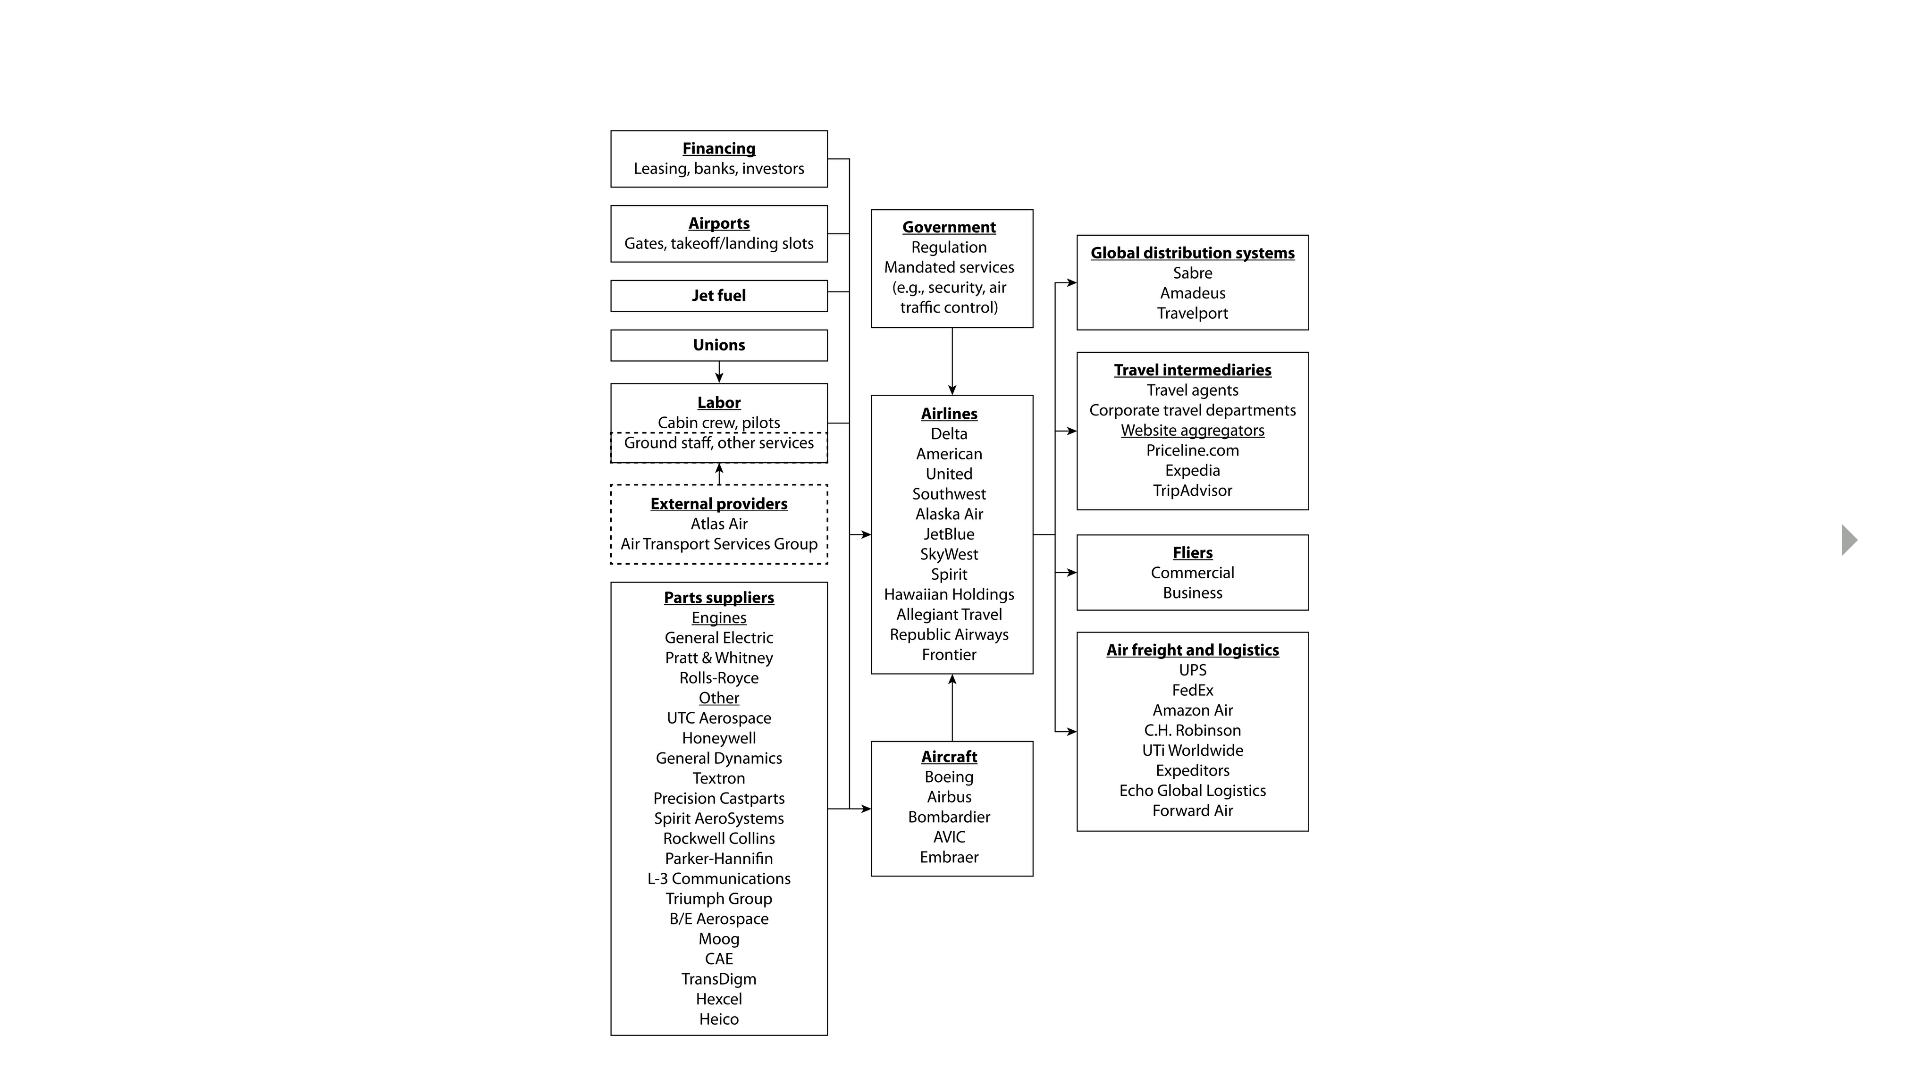 Financing
Leasing, banks, investors
Airports
Gates, takeoff/landing slots
Jet fuel
Unions
Labor
Cabin crew, pilots
Ground staff, other services
External providers
Atlas Air
Air Transport Services Group
Parts suppliers
Engines
General Electric
Pratt & Whitney
Rolls-Royce
Other
UTC Aerospace
Honeywell
General Dynamics
Textron
Precision Castparts
Spirit AeroSystems
Rockwell Collins
Parker-Hannifin
L-3 Communications
Triumph Group
B/E Aerospace
Moog
CAE
TransDigm
Hexcel
Heico
Government
Regulation
Mandated services
(e.g., security, air
traffic control)
Airlines
Delta
American
United
Southwest
Alaska Air
JetBlue
SkyWest
Spirit
Hawaiian Holdings
Allegiant Travel
Republic Airways
Frontier
Aircraft
Boeing
Airbus
Bombardier
AVIC
Embraer
Global distribution systems
Sabre
Amadeus
Travelport
Travel intermediaries
Travel agents
Corporate travel departments
Website aggregators
Priceline.com
Expedia
TripAdvisor
Fliers
Commercial
Business
Air freight and logistics
UPS
FedEx
Amazon Air
C.H. Robinson
UTi Worldwide
Expeditors
Echo Global Logistics
Forward Air